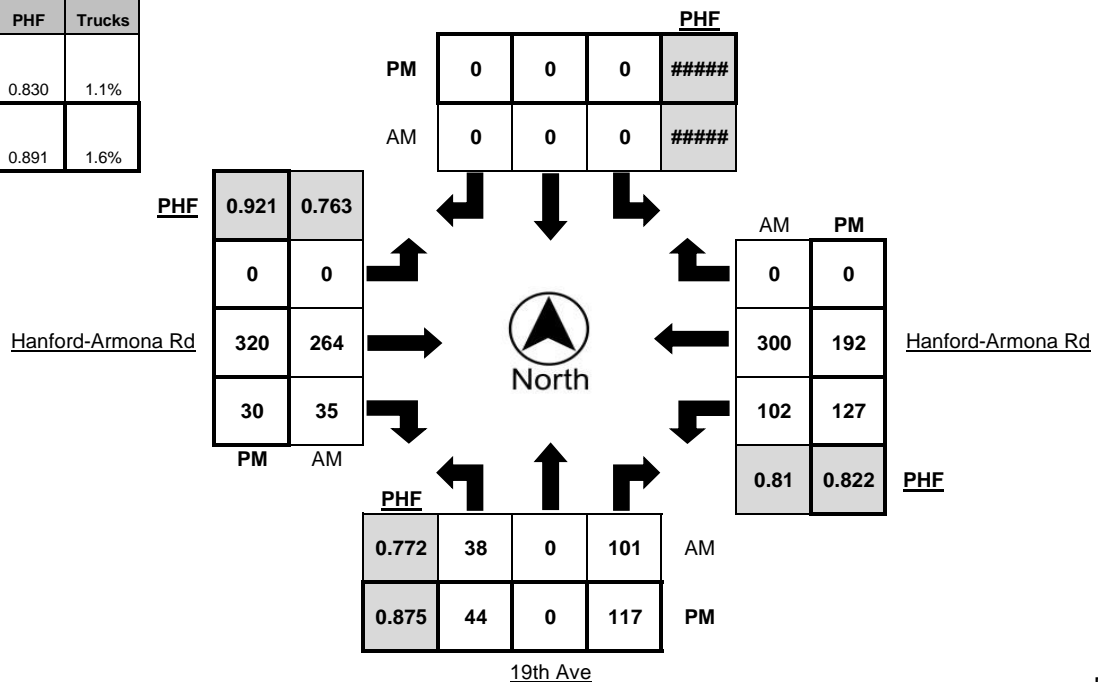 PHF Trucks
0.830 1.1%
0.891 1.6%
PHF
PM 0 0 0 #####
AM 0 0 0 #####
PHF 0.921 0.763
AM PM
0 0
0 0
Hanford-Armona Rd 320 264
North
300 192 Hanford-Armona Rd
30 35
102 127
PM AM
0.81 0.822 PHF
PHF
0.772 38 0 101 AM
0.875 44 0 117 PM
19th Ave